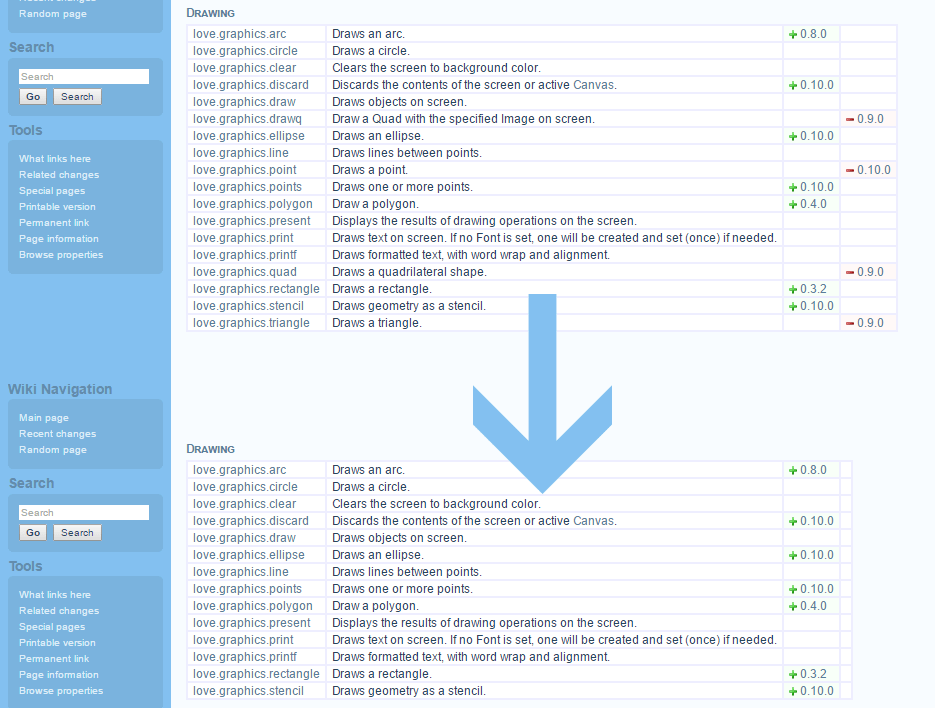 Recent changes
Random page
Search
Search
Go Search
Tools
What links here
Related changes
Special pages
Printable version
Permanent link
Page information
Browse properties
DRAWING
love.graphics.arc Draws an arc. 0.8.0
love.graphics.circle Draws a circle.
love.graphics.clear Clears the screen to background color.
love.graphics.discard Discards the contents of the screen or active Canvas. 0.10.0
love.graphics.draw Draws objects on screen.
love.graphics.drawq Draw a Quad with the specified Image on screen. 0.9.0
love.graphics.ellipse Draws an ellipse. 0.10.0
love.graphics.line Draws lines between points.
love.graphics.point Draws a point. 0.10.0
love.graphics.points Draws one or more points. 0.10.0
love.graphics.polygon Draw a polygon. 0.4.0
love.graphics.present Displays the results of drawing operations on the screen.
love.graphics.print Draws text on screen. If no Font is set, one will be created and set (once) if needed.
love.graphics.printf Draws formatted text, with word wrap and alignment.
love.graphics.quad Draws a quadrilateral shape. 0.9.0
love.graphics.rectangle Draws a rectangle. 0.3.2
love.graphics.stencil Draws geometry as a stencil. 0.10.0
love.graphics.triangle Draws a triangle. 0.9.0
Wiki Navigation
Main page
Recent changes
Random page
Search
Search
Go Search
Tools
What links here
Related changes
Special pages
Printable version
Permanent link
Page information
Browse properties
DRAWING
love.graphics.arc Draws an arc. 0.8.0
love.graphics.circle Draws a circle.
love.graphics.clear Clears the screen to background color.
love.graphics.discard Discards the contents of the screen or active Canvas. 0.10.0
love.graphics.draw Draws objects on screen.
love.graphics.ellipse Draws an ellipse. 0.10.0
love.graphics.line Draws lines between points.
love.graphics.points Draws one or more points. 0.10.0
love.graphics.polygon Draw a polygon. 0.4.0
love.graphics.present Displays the results of drawing operations on the screen.
love.graphics.print Draws text on screen. If no Font is set, one will be created and set (once) if needed.
love.graphics.printf Draws formatted text, with word wrap and alignment.
love.graphics.rectangle Draws a rectangle. 0.3.2
love.graphics.stencil Draws geometry as a stencil. 0.10.0